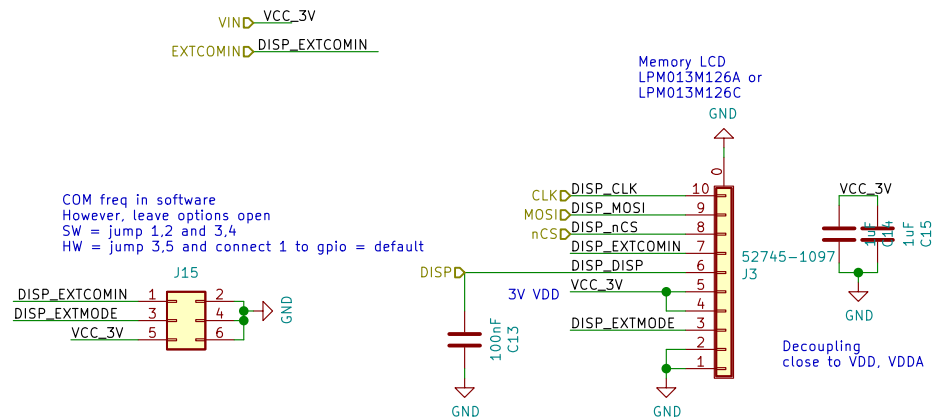 VIN VCC_3V
EXTCOMIN DISP_EXTCOMIN
Memory LCD
LPM013M126A or
LPM013M126C
GND
0
COM freq in software
However, leave options open
SW = jump 1,2 and 3,4
HW = jump 3,5 and connect 1 to gpio = default
J15
DISP_EXTCOMIN 1 2
DISP_EXTMODE 3 4
VCC_3V 5 6
GND
CLK DISP_CLK 10
MOSI DISP_MOSI 9
nCS DISP_nCS 8
DISP_EXTCOMIN 7
DISP DISP_DISP 6
3V VDD VCC_3V 5
4
DISP_EXTMODE 3
2
1
52745-1097
J3
100nF
C13
GND
GND
VCC_3V
1uF
C14
1uF
C15
GND
Decoupling
close to VDD, VDDA